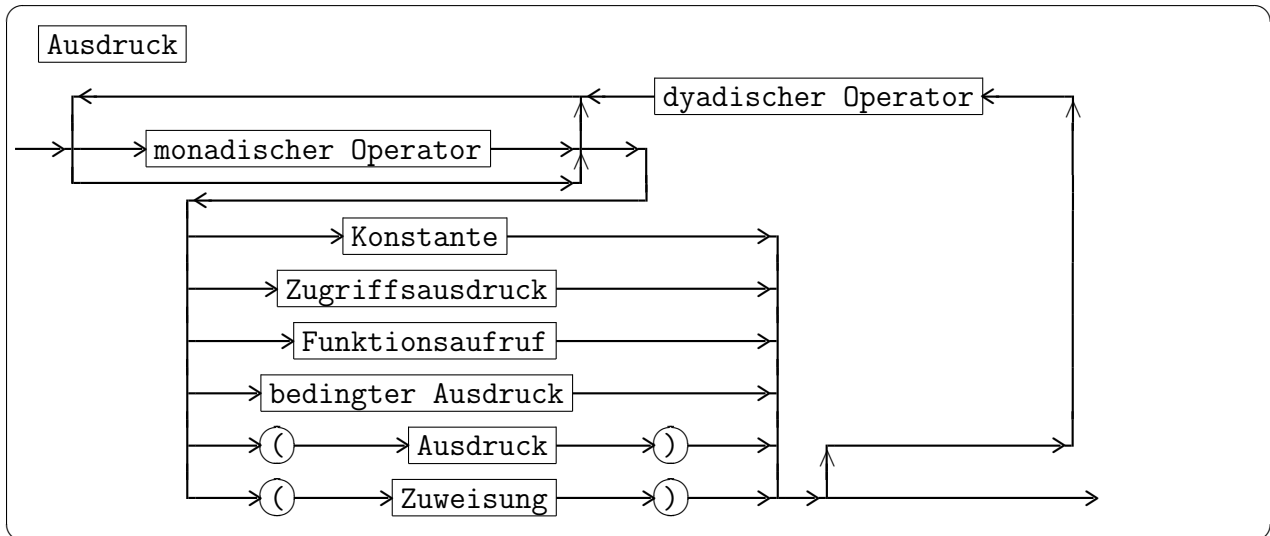 Ausdruck
dyadischer Operator
monadischer Operator
Konstante
Zugriffsausdruck
Funktionsaufruf
bedingter Ausdruck
( Ausdruck )
( Zuweisung )